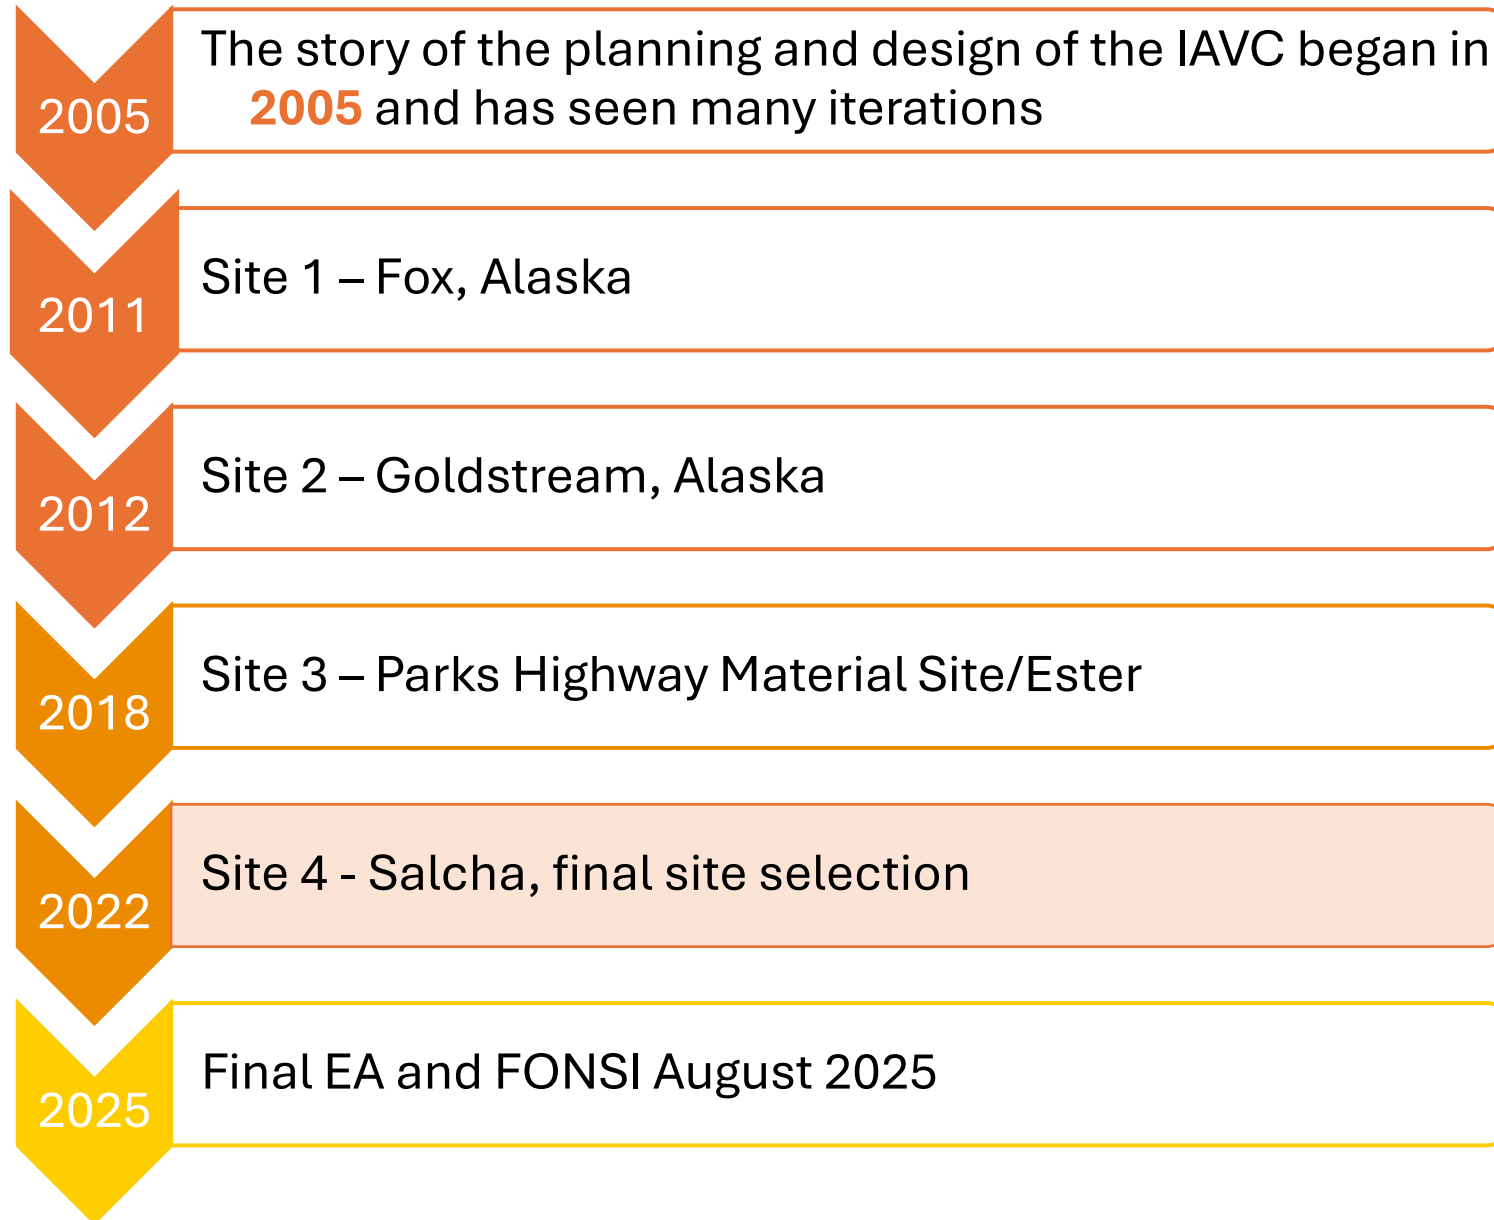 2005
The story of the planning and design of the IAVC began in
2005 and has seen many iterations
2011
Site 1 – Fox, Alaska
2012
Site 2 – Goldstream, Alaska
2018
Site 3 – Parks Highway Material Site/Ester
2022
Site 4 - Salcha, final site selection
2025
Final EA and FONSI August 2025